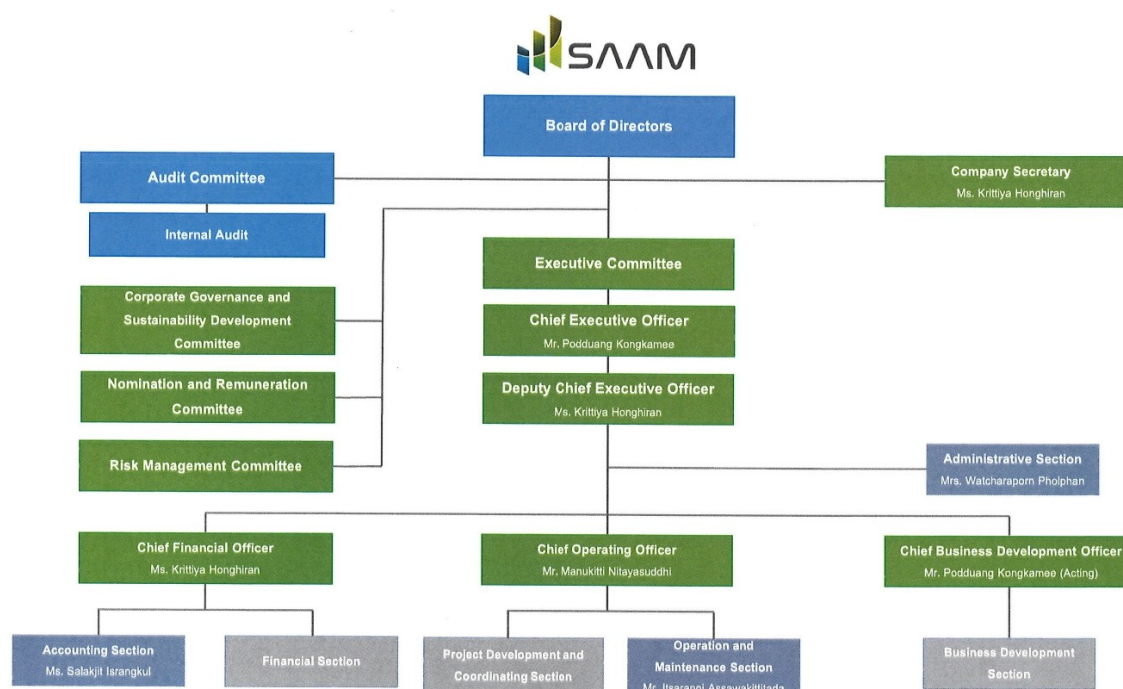 SAAM
Board of Directors
Audit Committee
Company Secretary
Ms. Krittiya Honghiran
Internal Audit
Executive Committee
Corporate Governance and
Sustainability Development
Committee
Chief Executive Officer
Mr. Podduang Kongkamee
Nomination and Remuneration
Committee
Deputy Chief Executive Officer
Ms. Krittiya Honghiran
Risk Management Committee
Administrative Section
Mrs. Watcharaporn Pholphan
Chief Financial Officer
Ms. Krittiya Honghiran
Chief Operating Officer
Mr. Manukitti Nitayasuddhi
Chief Business Development Officer
Mr. Podduang Kongkamee (Acting)
Accounting Section
Ms. Salakjit Israngkul
Financial Section
Project Development and
Coordinating Section
Operation and
Maintenance Section
Mr. Itsarapoj Assawakittitada
Business Development
Section